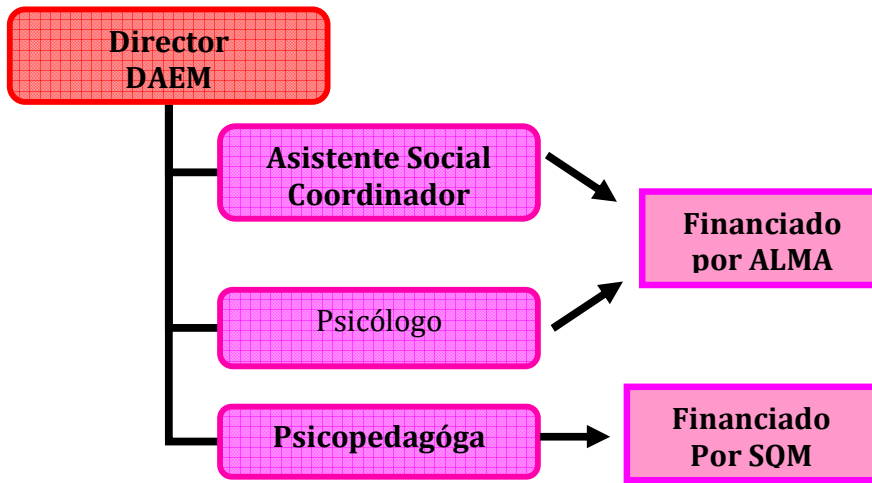 Director
DAEM
Asistente Social
Coordinador
Financiado
por ALMA
Psicólogo
Psicopedagóga
Financiado
Por SQM